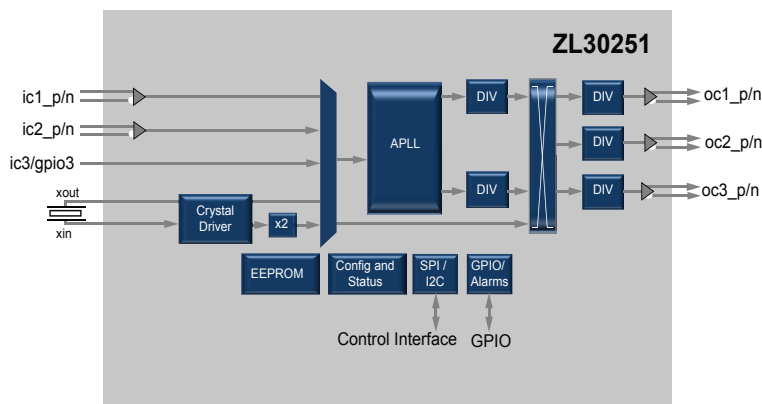 ZL30251
ic1_p/n
DIV
DIV
oc1_p/n
ic2_p/n
APLL
DIV
oc2_p/n
ic3/gpio3
DIV
DIV
oc3_p/n
xout
Crystal
Driver
x2
xin
EEPROM
Config and
Status
SPI /
I2C
GPIO/
Alarms
Control Interface
GPIO